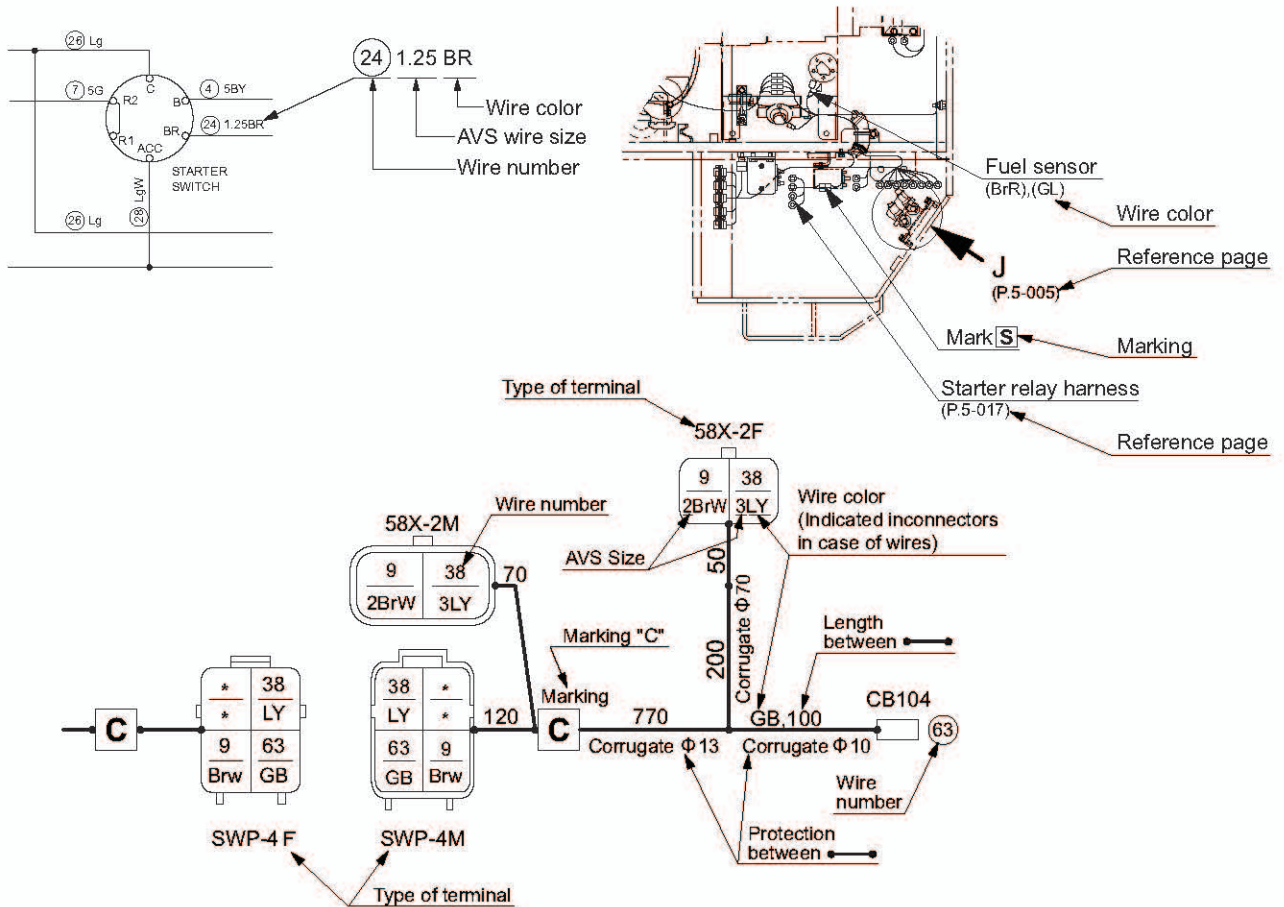 26 Lg
7 5G
C
R2
B
4 5BY
R1
BR
24 1.25BR
ACC
STARTER
SWITCH
28 LgW
26 Lg
24 1.25 BR
Wire color
AVS wire size
Wire number
Fuel sensor
(BrR),(GL)
Wire color
J
Reference page
(P.5-005)
Mark S
Marking
Starter relay harness
(P.5-017)
Reference page
Type of terminal
58X-2F
9 38
2BrW 3LY
Wire color
(Indicated inconnectors
in case of wires)
Wire number
58X-2M
9 38
2BrW 3LY
70
AVS Size
50
Corrugate Φ70
200
Marking "C"
Length
between
Marking
C
* 38
* LY
9 63
Brw GB
38 *
LY *
63 9
GB Brw
120
C
770
GB,100
CB104
63
Corrugate Φ13
Corrugate Φ10
Wire
number
SWP-4 F
SWP-4M
Protection
between
Type of terminal